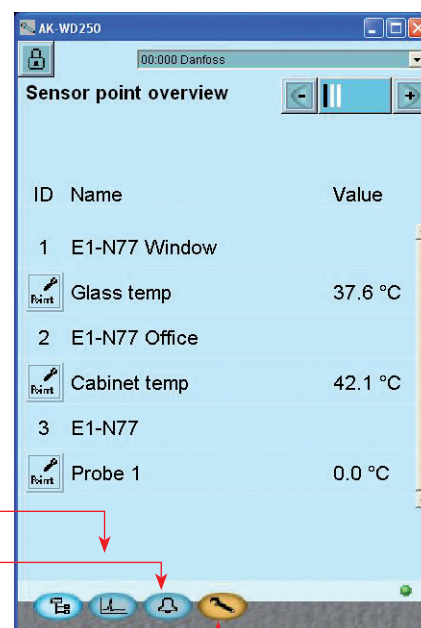 AK-WD250
00:000 Danfoss
Sensor point overview
- +
ID Name Value
1 E1-N77 Window
Point Glass temp 37.6 °C
2 E1-N77 Office
Point Cabinet temp 42.1 °C
3 E1-N77
Point Probe 1 0.0 °C